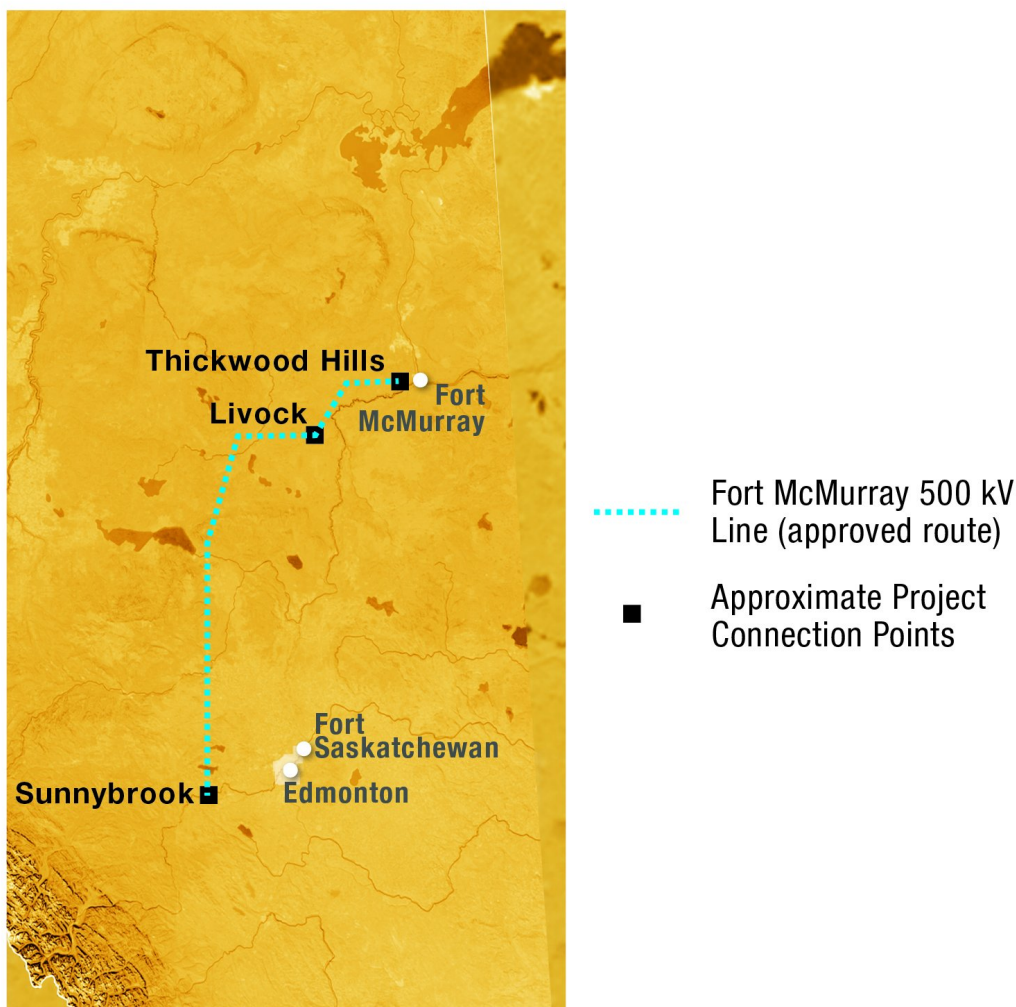 Thickwood Hills
Fort
McMurray
Livock
Fort
Saskatchewan
Sunnybrook
Edmonton
Fort McMurray 500 kV
Line (approved route)
Approximate Project
Connection Points